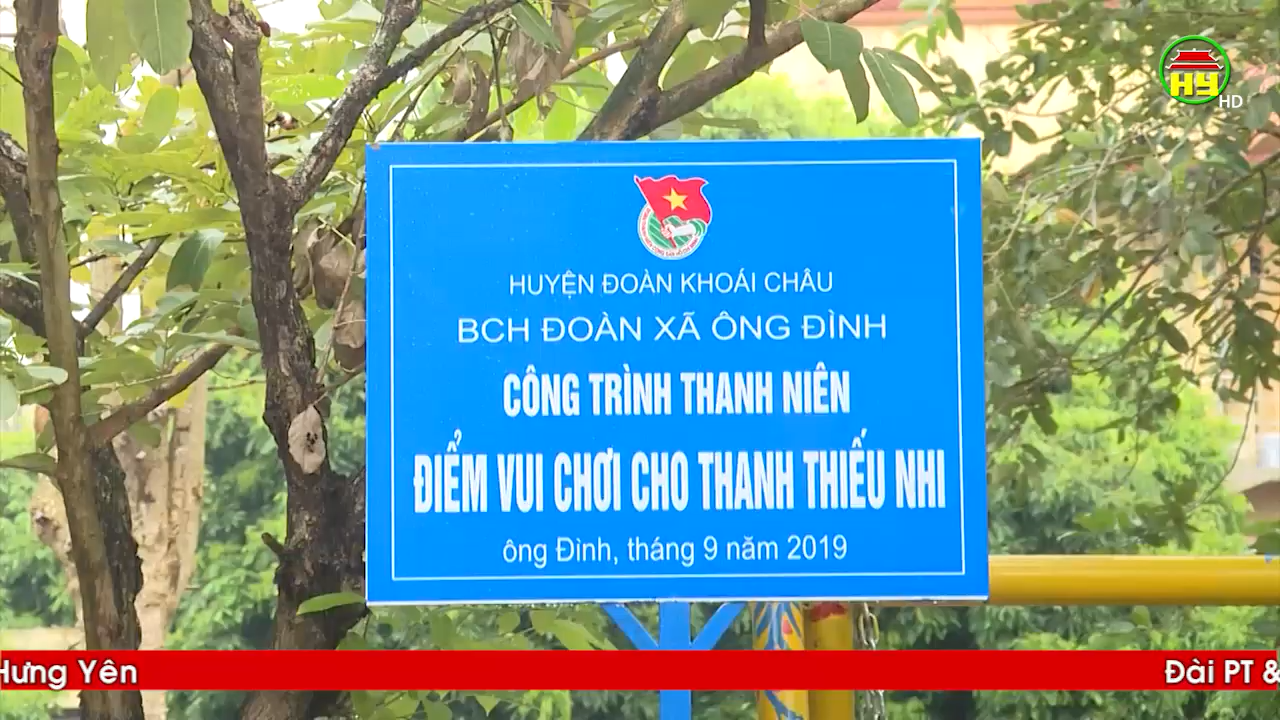 HY
HD
HUYỆN ĐOÀN KHOÁI CHÂU
BCH ĐOÀN XÃ ÔNG ĐÌNH
CÔNG TRÌNH THANH NIÊN
ĐIỂM VUI CHƠI CHO THANH THIẾU NHI
ông Đình, tháng 9 năm 2019
Hưng Yên
Đài PT &